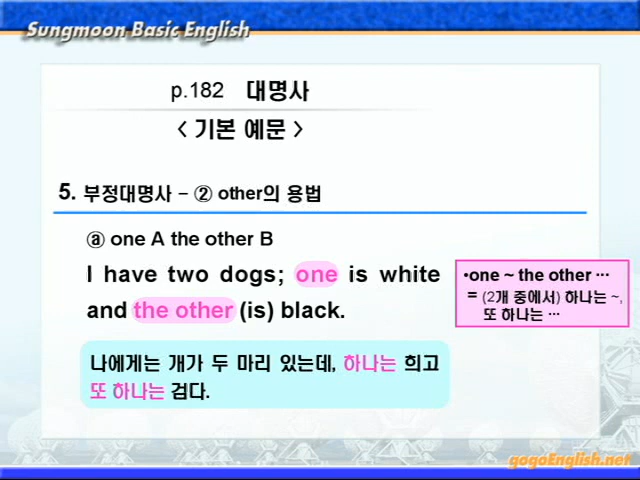 Sungmoon Basic English
p.182 대명사
< 기본 예문 >
5. 부정대명사 – ② other의 용법
ⓐ one A the other B
I have two dogs; one is white
and the other (is) black.
•one ~ the other ···
= (2개 중에서) 하나는 ~,
또 하나는 ···
나에게는 개가 두 마리 있는데, 하나는 희고
또 하나는 검다.
gogoEnglish.net